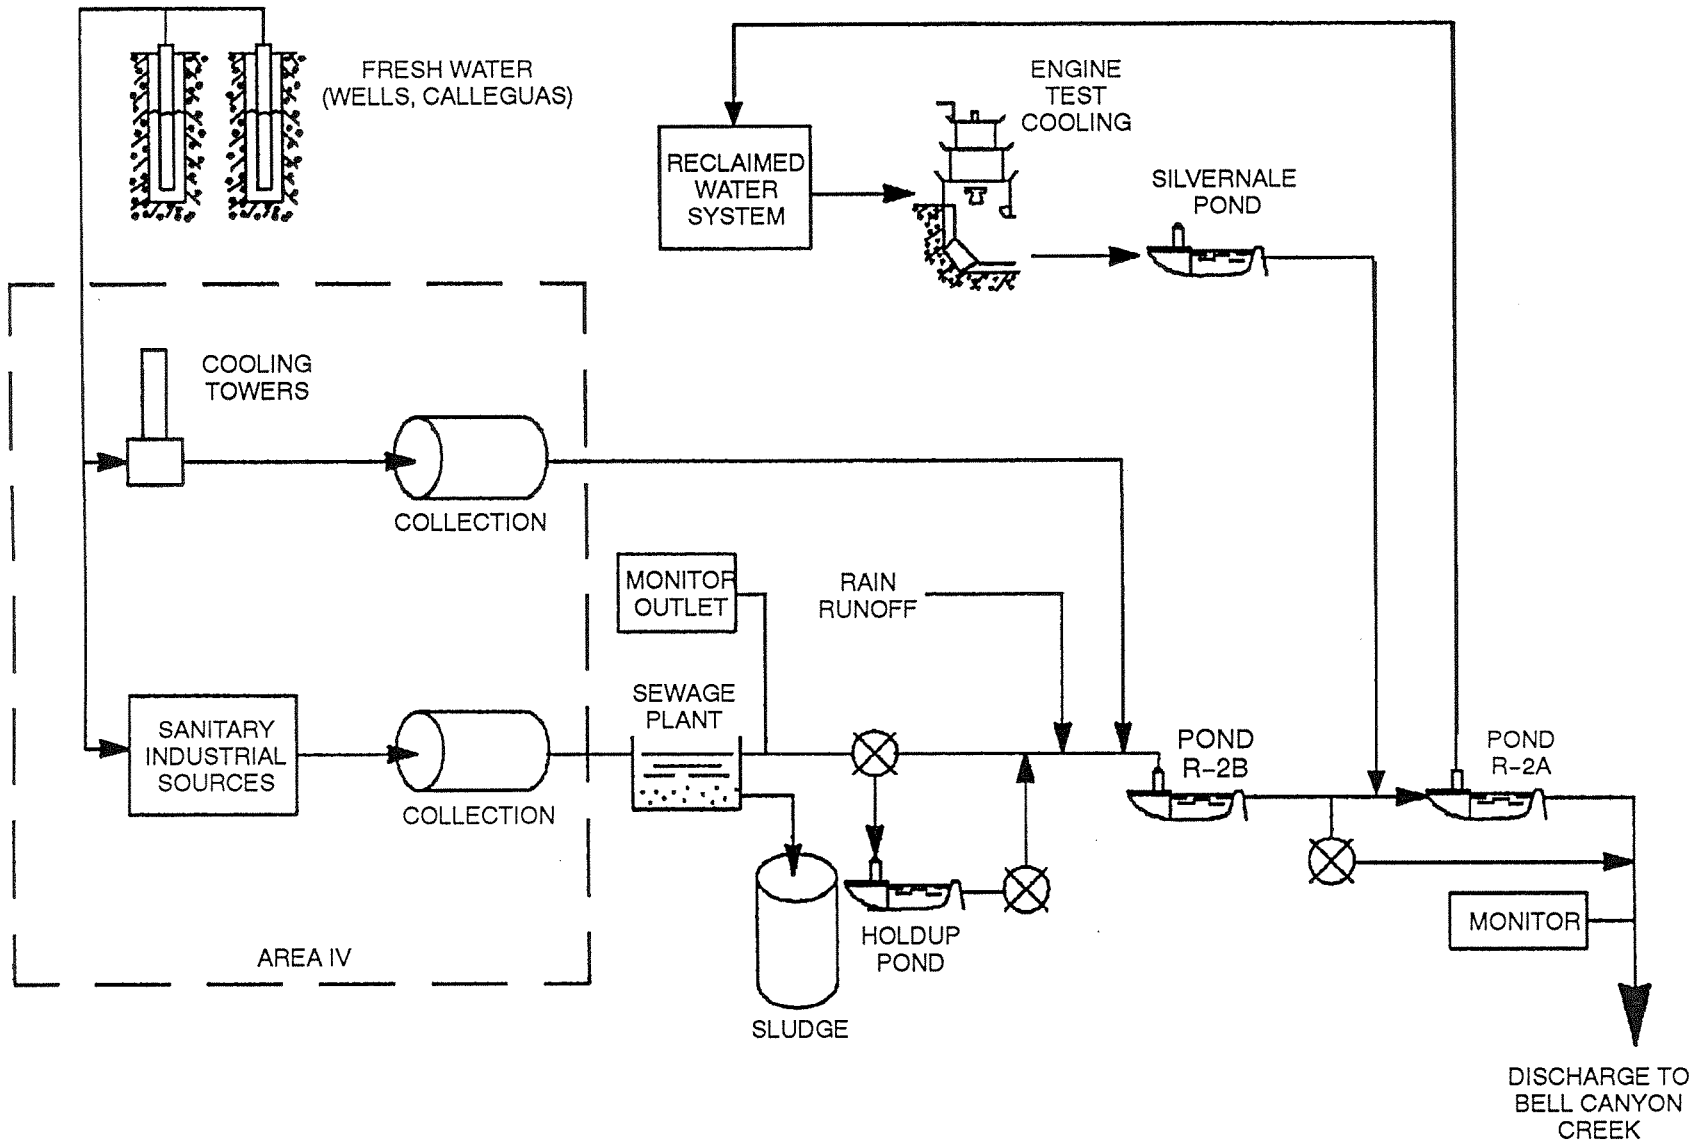 FRESH WATER
(WELLS, CALLEGUAS)
ENGINE
TEST
COOLING
RECLAIMED
WATER
SYSTEM
SILVERNALE
POND
COOLING
TOWERS
COLLECTION
MONITOR
OUTLET
RAIN
RUNOFF
SEWAGE
PLANT
SANITARY
INDUSTRIAL
SOURCES
COLLECTION
POND
R-2B
POND
R-2A
HOLDUP
POND
MONITOR
AREA IV
SLUDGE
DISCHARGE TO
BELL CANYON
CREEK